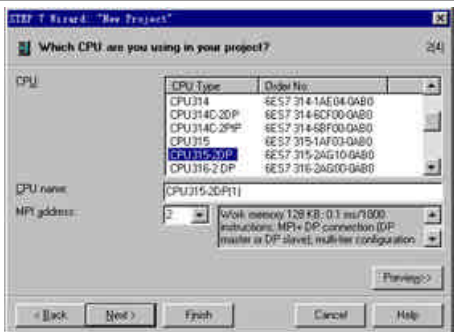 STEP 7 Wizard: "New Project"
Which CPU are you using in your project?
2(4)
CPU:
CPU Type Order No
CPU314 6ES7 314-1AE04-0AB0
CPU314C-2DP 6ES7 314-6CF00-0AB0
CPU314C-2PtP 6ES7 314-6BF00-0AB0
CPU315 6ES7 315-1AF03-0AB0
CPU315-2DP 6ES7 315-2AG10-0AB0
CPU316-2 DP 6ES7 316-2AG00-0AB0
CPU name: CPU315-2DP(1)
MPI address: 2
Work memory 128 KB; 0.1 ms/1000
instructions; MPI+ DP connection (DP
master or DP slave); multi-tier configuration
Preview>>
< Back Next > Finish Cancel Help